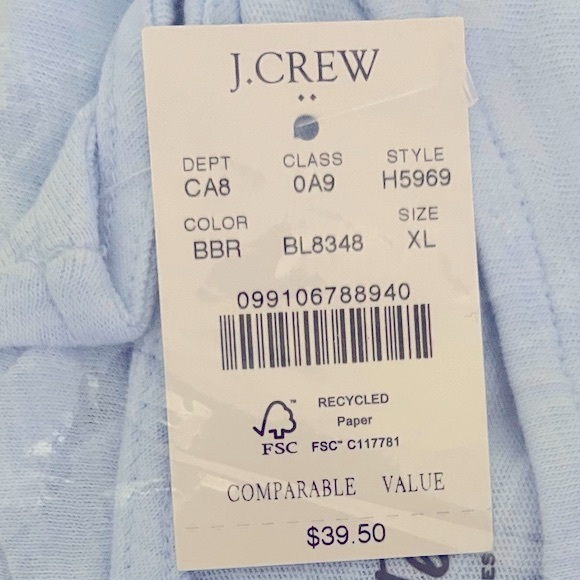 J.CREW
DEPT CLASS STYLE
CA8 0A9 H5969
COLOR SIZE
BBR BL8348 XL
099106788940
RECYCLED
Paper
FSC™ FSC™ C117781
COMPARABLE VALUE
$39.50